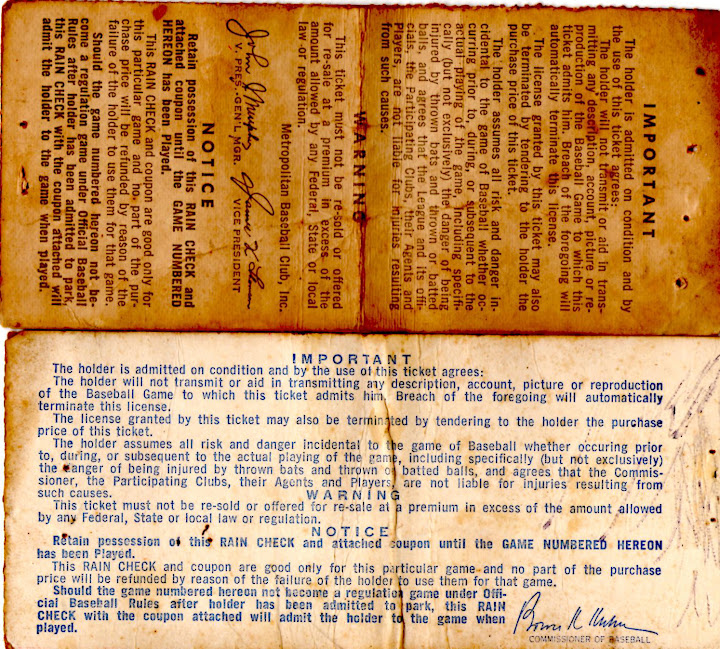 IMPORTANT
The holder is admitted on condition and by
the use of this ticket agrees:
The holder will not transmit or aid in trans-
mitting any description, account, picture or re-
production of the Baseball Game to which this
ticket admits him. Breach of the foregoing will
automatically terminate this license.
The license granted by this ticket may also
be terminated by tendering to the holder the
purchase price of this ticket.
The holder assumes all risk and danger in-
cidental to the game of Baseball whether oc-
curring prior to, during, or subsequent to the
actual playing of the game, including specifi-
cally (but not exclusively) the danger of being
injured by thrown bats and thrown or batted
balls, and agrees that the League and its offi-
cials, the Participating Clubs, their Agents and
Players, are not liable for injuries resulting
from such causes.
WARNING
This ticket must not be re-sold or offered
for re-sale at a premium in excess of the
amount allowed by any Federal, State or local
law or regulation.
Metropolitan Baseball Club, Inc.
John J Murphy James K
V. PRES.-GEN'L MGR. VICE PRESIDENT
NOTICE
Retain possession of this RAIN CHECK and
attached coupon until the GAME NUMBERED
HEREON has been Played.
This RAIN CHECK and coupon are good only for
this particular game and no part of the pur-
chase price will be refunded by reason of the
failure of the holder to use them for that game.
Should the game numbered hereon not be-
come a regulation game under Official Baseball
Rules after holder has been admitted to park,
this RAIN CHECK with the coupon attached will
admit the holder to the game when played.
IMPORTANT
The holder is admitted on condition and by the use of this ticket agrees:
The holder will not transmit or aid in transmitting any description, account, picture or reproduction
of the Baseball Game to which this ticket admits him. Breach of the foregoing will automatically
terminate this license.
The license granted by this ticket may also be terminated by tendering to the holder the purchase
price of this ticket.
The holder assumes all risk and danger incidental to the game of Baseball whether occuring prior
to, during, or subsequent to the actual playing of the game, including specifically (but not exclusively)
the danger of being injured by thrown bats and thrown or batted balls, and agrees that the Commis-
sioner, the Participating Clubs, their Agents and Players, are not liable for injuries resulting from
such causes.
WARNING
This ticket must not be re-sold or offered for re-sale at a premium in excess of the amount allowed
by any Federal, State or local law or regulation.
NOTICE
Retain possession of this RAIN CHECK and attached coupon until the GAME NUMBERED HEREON
has been Played.
This RAIN CHECK and coupon are good only for this particular game and no part of the purchase
price will be refunded by reason of the failure of the holder to use them for that game.
Should the game numbered hereon not become a regulation game under Offi-
cial Baseball Rules after holder has been admitted to park, this RAIN
CHECK with the coupon attached will admit the holder to the game when
played.
Bowie K Kuhn
COMMISSIONER OF BASEBALL